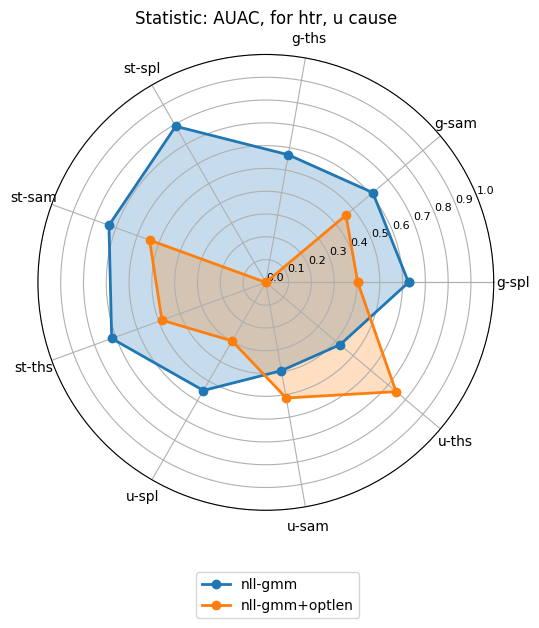 Statistic: AUAC, for htr, u cause
g-ths
st-spl
g-sam
st-sam
1.0
0.9
0.8
0.7
0.6
0.5
0.4
0.3
0.2
0.1
0.0
g-spl
st-ths
u-ths
u-spl
u-sam
nll-gmm
nll-gmm+optlen